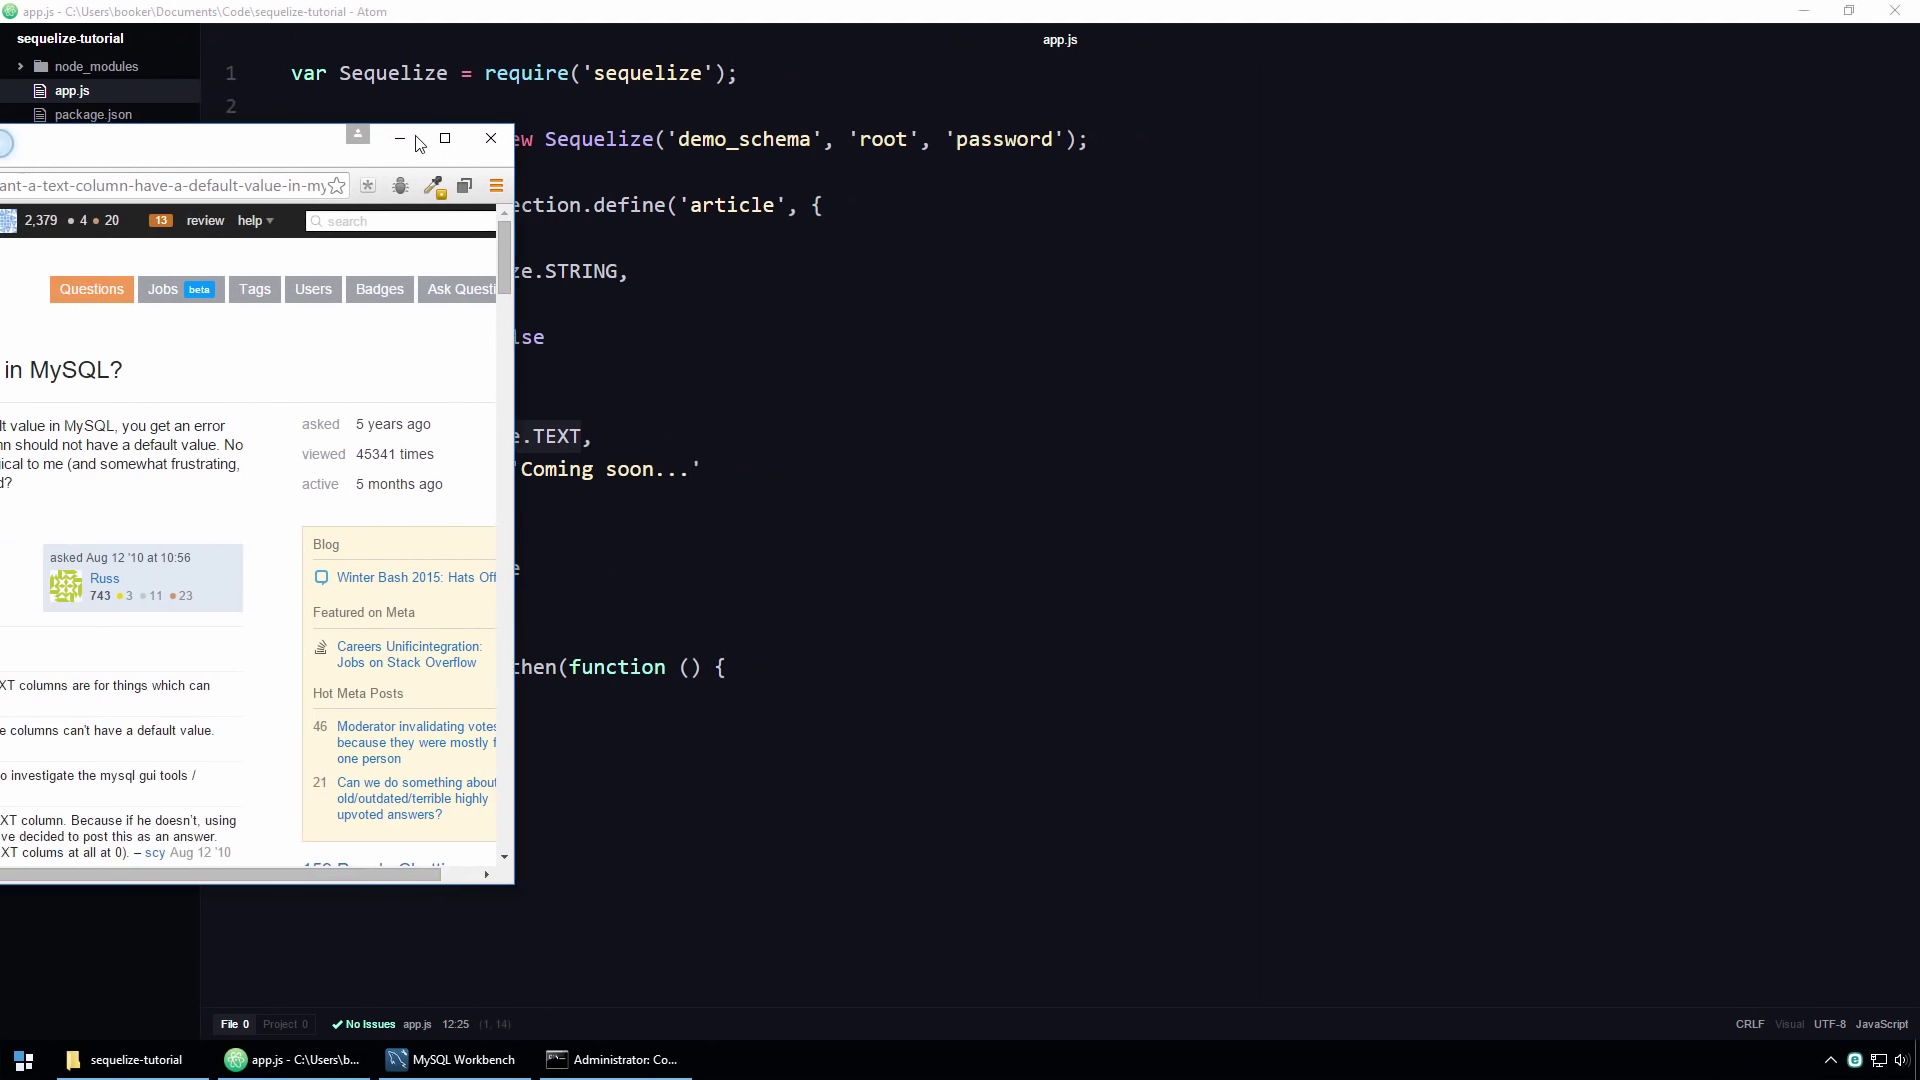 app.js - C:\Users\booker\Documents\Code\sequelize-tutorial - Atom
sequelize-tutorial
node_modules
app.js
package.json
app.js
1 var Sequelize = require('sequelize');
2
ew Sequelize('demo_schema', 'root', 'password');
ection.define('article', {
ze.STRING,
lse
e.TEXT,
'Coming soon...'
e
then(function () {
ant-a-text-column-have-a-default-value-in-my
2,379 4 20 13 review help search
Questions Jobs beta Tags Users Badges Ask Questi
in MySQL?
lt value in MySQL, you get an error
nn should not have a default value. No
gical to me (and somewhat frustrating,
d?
asked 5 years ago
viewed 45341 times
active 5 months ago
asked Aug 12 '10 at 10:56
Russ
743 3 11 23
Blog
Winter Bash 2015: Hats Off
Featured on Meta
Careers Unificintegration:
Jobs on Stack Overflow
Hot Meta Posts
46 Moderator invalidating votes
because they were mostly f
one person
21 Can we do something about
old/outdated/terrible highly
upvoted answers?
XT columns are for things which can
e columns can't have a default value.
o investigate the mysql gui tools /
XT column. Because if he doesn't, using
ve decided to post this as an answer.
XT colums at all at 0). – scy Aug 12 '10
File 0 Project 0 No Issues app.js 12:25 (1, 14)
CRLF Visual UTF-8 JavaScript
sequelize-tutorial
app.js - C:\Users\b...
MySQL Workbench
Administrator: Co...